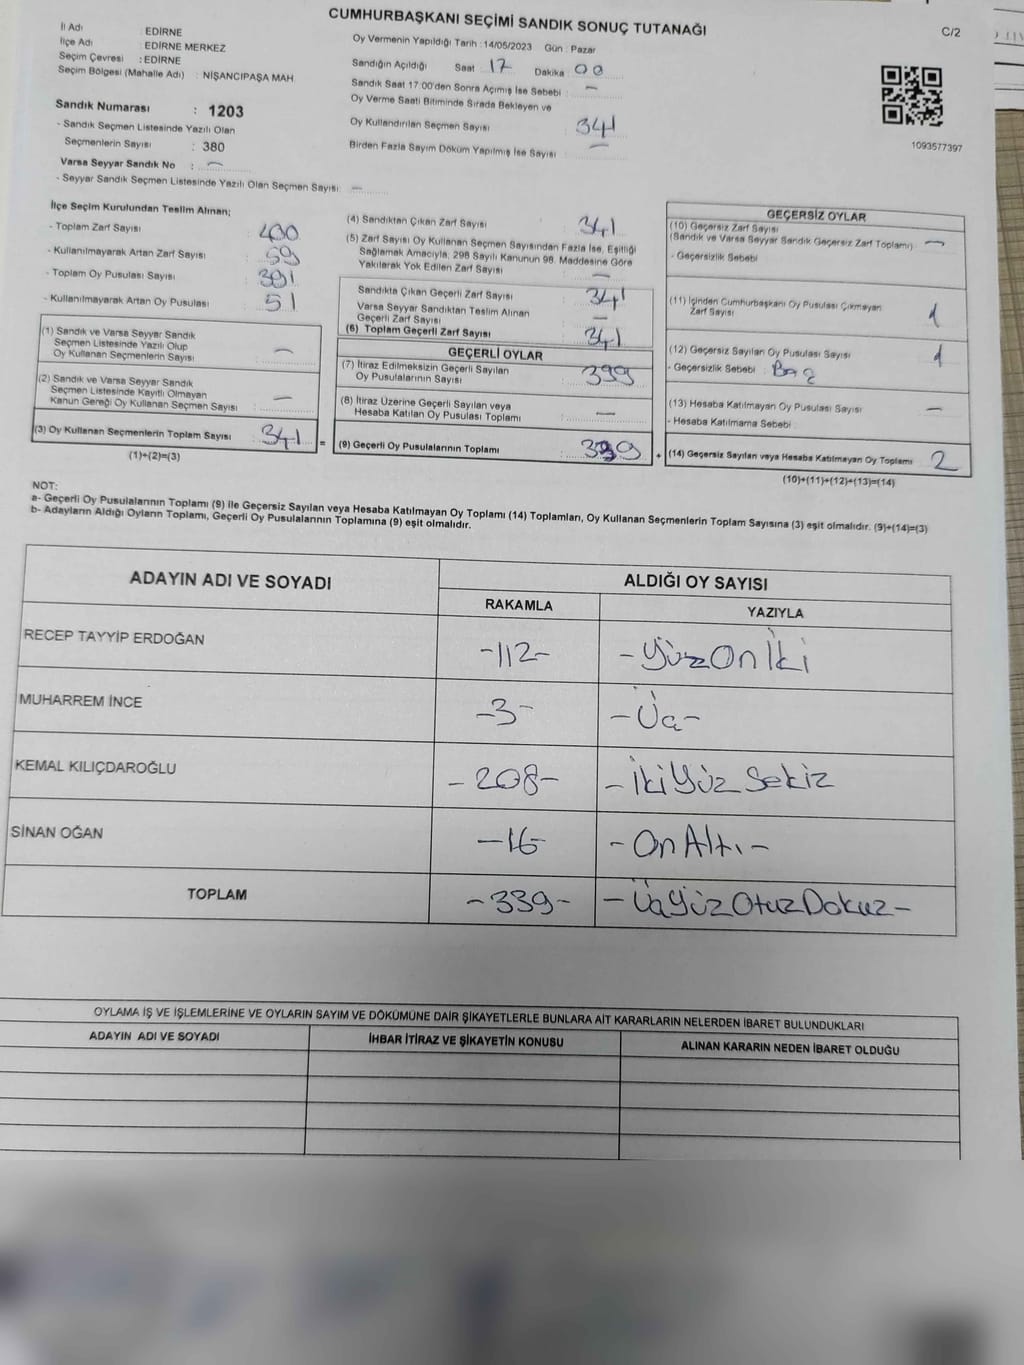 CUMHURBAŞKANI SEÇİMİ SANDIK SONUÇ TUTANAĞI
C/2
İl Adı : EDİRNE
İlçe Adı : EDİRNE MERKEZ
Seçim Çevresi : EDİRNE
Seçim Bölgesi (Mahalle Adı) : NİŞANCIPAŞA MAH.
Sandık Numarası : 1203
- Sandık Seçmen Listesinde Yazılı Olan
Seçmenlerin Sayısı : 380
Varsa Seyyar Sandık No : —
- Seyyar Sandık Seçmen Listesinde Yazılı Olan Seçmen Sayısı : —
Oy Vermenin Yapıldığı Tarih : 14/05/2023 Gün : Pazar
Sandığın Açıldığı Saat 17 Dakika 00
Sandık Saat 17:00'den Sonra Açılmış İse Sebebi : —
Oy Verme Saati Bitiminde Sırada Bekleyen ve
Oy Kullandırılan Seçmen Sayısı : 341
Birden Fazla Sayım Döküm Yapılmış İse Sayısı : —
1093577397
İlçe Seçim Kurulundan Teslim Alınan;
- Toplam Zarf Sayısı : 400
- Kullanılmayarak Artan Zarf Sayısı : 59
- Toplam Oy Pusulası Sayısı : 391
- Kullanılmayarak Artan Oy Pusulası : 51
(1) Sandık ve Varsa Seyyar Sandık
Seçmen Listesinde Yazılı Olup
Oy Kullanan Seçmenlerin Sayısı : —
(2) Sandık ve Varsa Seyyar Sandık
Seçmen Listesinde Kayıtlı Olmayan
Kanun Gereği Oy Kullanan Seçmen Sayısı : —
(3) Oy Kullanan Seçmenlerin Toplam Sayısı : 341 =
(1)+(2)=(3)
(4) Sandıktan Çıkan Zarf Sayısı : 341
(5) Zarf Sayısı Oy Kullanan Seçmen Sayısından Fazla İse, Eşitliği
Sağlamak Amacıyla, 298 Sayılı Kanunun 98. Maddesine Göre
Yakılarak Yok Edilen Zarf Sayısı : —
Sandıkta Çıkan Geçerli Zarf Sayısı : 341
Varsa Seyyar Sandıktan Teslim Alınan
Geçerli Zarf Sayısı : —
(6) Toplam Geçerli Zarf Sayısı : 341
GEÇERLİ OYLAR
(7) İtiraz Edilmeksizin Geçerli Sayılan
Oy Pusulalarının Sayısı : 399
(8) İtiraz Üzerine Geçerli Sayılan veya
Hesaba Katılan Oy Pusulası Toplamı : —
(9) Geçerli Oy Pusulalarının Toplamı : 339 +
GEÇERSİZ OYLAR
(10) Geçersiz Zarf Sayısı
(Sandık ve Varsa Seyyar Sandık Geçersiz Zarf Toplamı) : —
- Geçersizlik Sebebi :
(11) İçinden Cumhurbaşkanı Oy Pusulası Çıkmayan
Zarf Sayısı : 1
(12) Geçersiz Sayılan Oy Pusulası Sayısı : 1
- Geçersizlik Sebebi :
(13) Hesaba Katılmayan Oy Pusulası Sayısı : —
- Hesaba Katılmama Sebebi :
(14) Geçersiz Sayılan veya Hesaba Katılmayan Oy Toplamı : 2
(10)+(11)+(12)+(13)=(14)
NOT:
a- Geçerli Oy Pusulalarının Toplamı (9) ile Geçersiz Sayılan veya Hesaba Katılmayan Oy Toplamı (14) Toplamları, Oy Kullanan Seçmenlerin Toplam Sayısına (3) eşit olmalıdır. (9)+(14)=(3)
b- Adayların Aldığı Oyların Toplamı, Geçerli Oy Pusulalarının Toplamına (9) eşit olmalıdır.
ADAYIN ADI VE SOYADI ALDIĞI OY SAYISI
RAKAMLA YAZIYLA
RECEP TAYYİP ERDOĞAN -112- -Yüz On İki
MUHARREM İNCE -3- -Üç-
KEMAL KILIÇDAROĞLU -208- -İki Yüz Sekiz
SİNAN OĞAN -16- -On Altı-
TOPLAM -339- -Üç Yüz Otuz Dokuz-
OYLAMA İŞ VE İŞLEMLERİNE VE OYLARIN SAYIM VE DÖKÜMÜNE DAİR ŞİKAYETLERLE BUNLARA AİT KARARLARIN NELERDEN İBARET BULUNDUKLARI
ADAYIN ADI VE SOYADI İHBAR İTİRAZ VE ŞİKAYETİN KONUSU ALINAN KARARIN NEDEN İBARET OLDUĞU